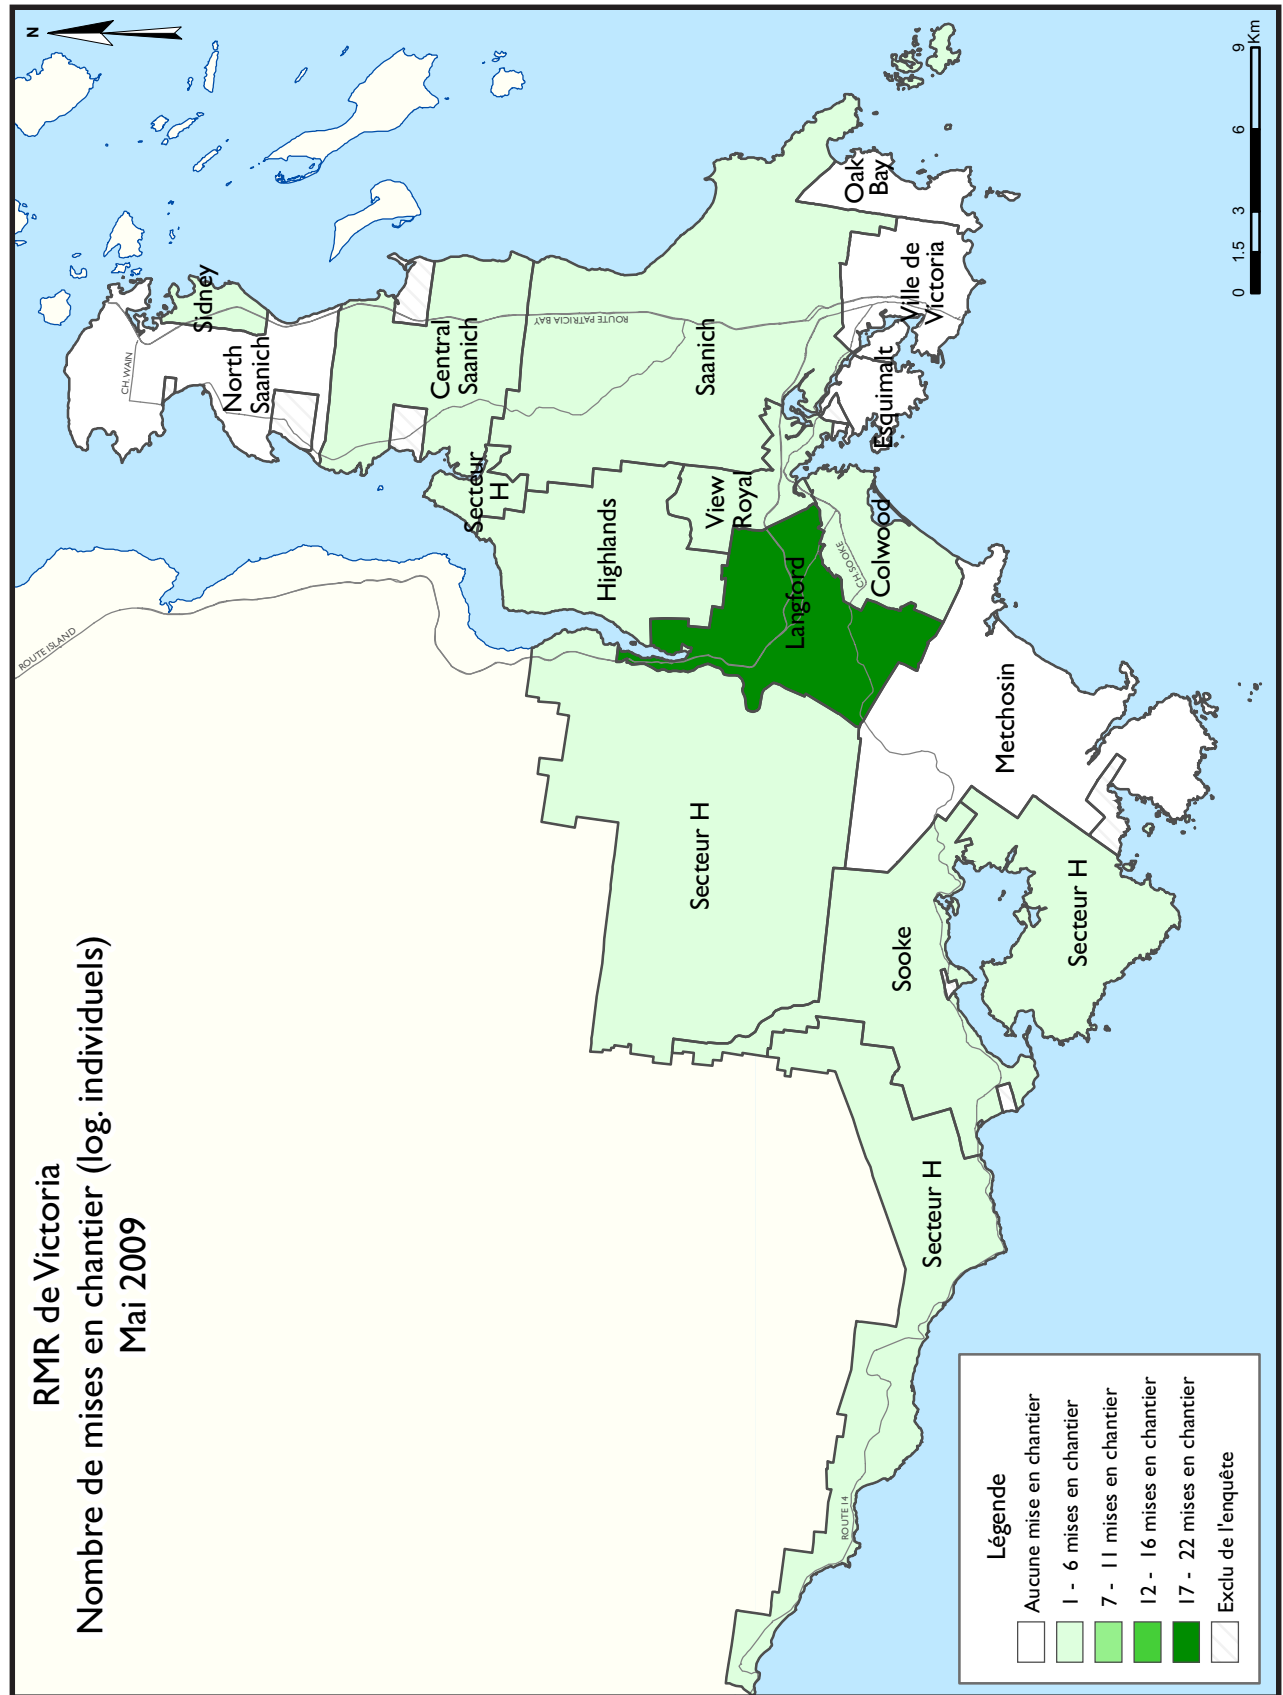 RMR de Victoria
Nombre de mises en chantier (log. individuels)
Mai 2009
N
ROUTE ISLAND
CH. WAIN
Sidney
North
Saanich
Central
Saanich
ROUTE PATRICIA BAY
Saanich
Secteur
H
Highlands
View
Royal
Oak
Bay
Ville de
Victoria
Esquimalt
Langford
CH. SOOKE
Colwood
Metchosin
Secteur H
Sooke
Secteur H
Secteur H
ROUTE 14
0 1.5 3 6 9 Km
Légende
Aucune mise en chantier
1 - 6 mises en chantier
7 - 11 mises en chantier
12 - 16 mises en chantier
17 - 22 mises en chantier
Exclu de l'enquête